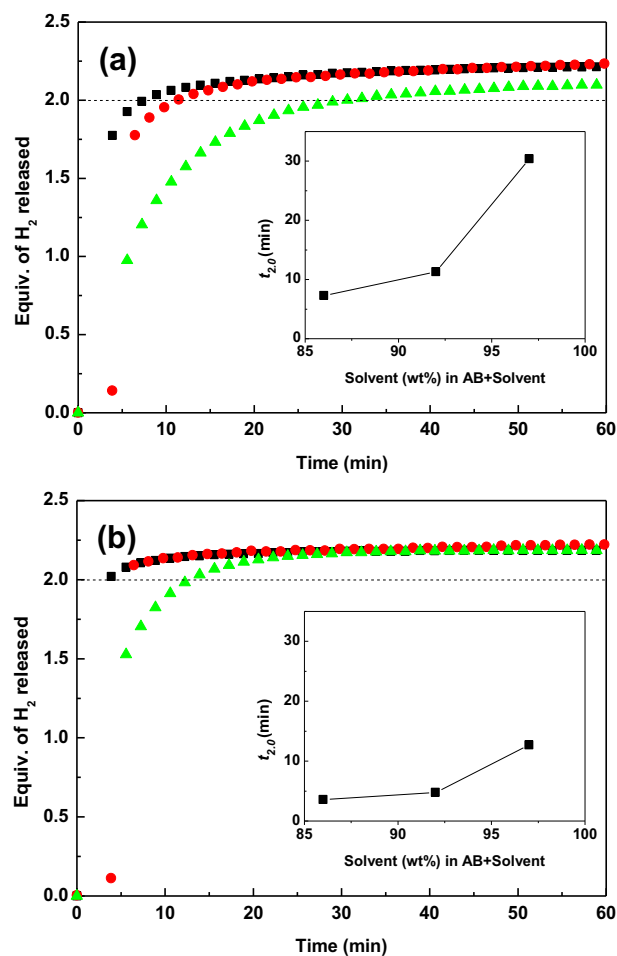 (a)
Equiv. of H2 released
2.5
2.0
1.5
1.0
0.5
0.0
0 10 20 30 40 50 60
Time (min)
t2.0 (min)
30
20
10
0
85 90 95 100
Solvent (wt%) in AB+Solvent
(b)
Equiv. of H2 released
2.5
2.0
1.5
1.0
0.5
0.0
0 10 20 30 40 50 60
Time (min)
t2.0 (min)
30
20
10
0
85 90 95 100
Solvent (wt%) in AB+Solvent